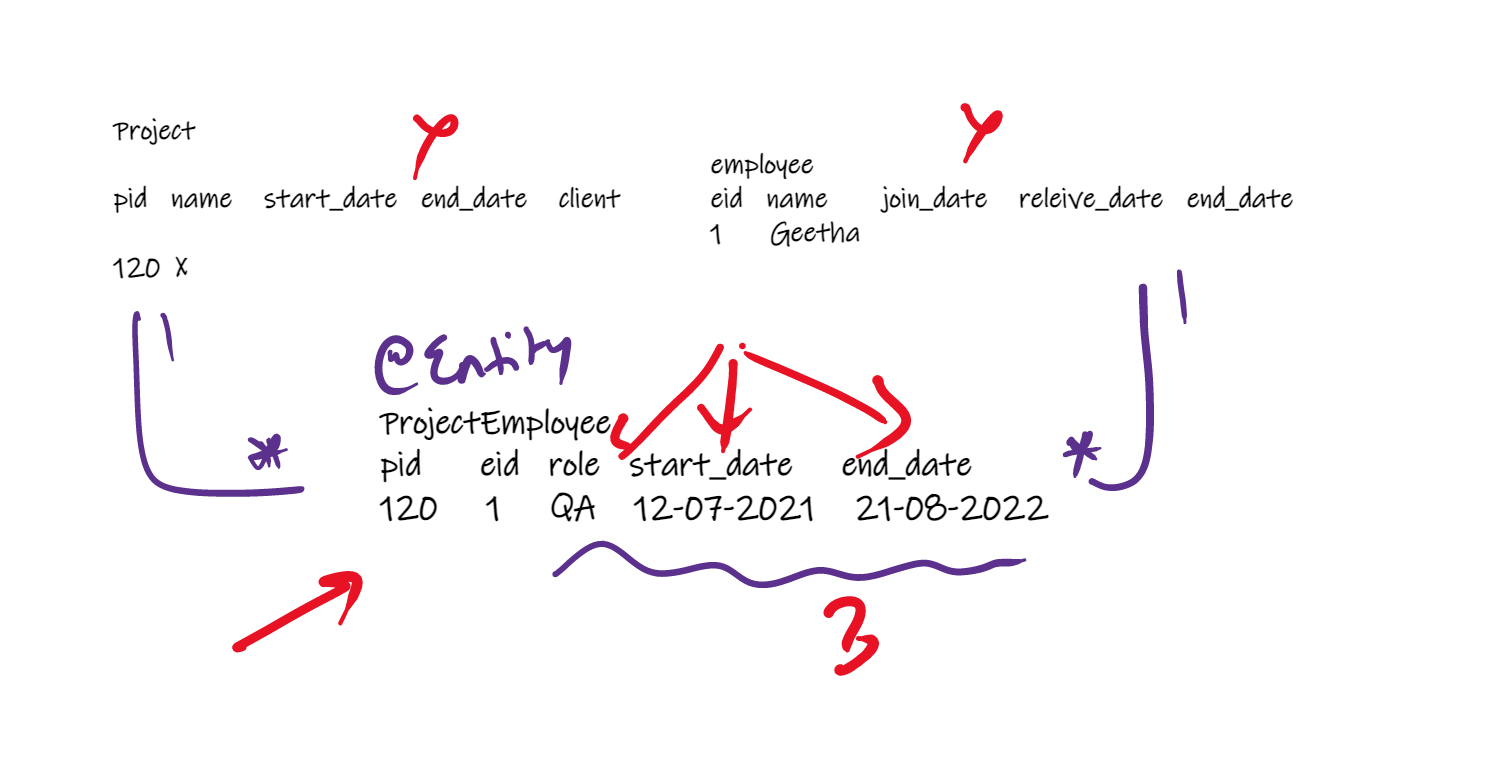 Project
pid name start_date end_date client
120 X
employee
eid name join_date releive_date end_date
1 Geetha
1
1
@Entity
ProjectEmployee
pid eid role start_date end_date
120 1 QA 12-07-2021 21-08-2022
*
*
3